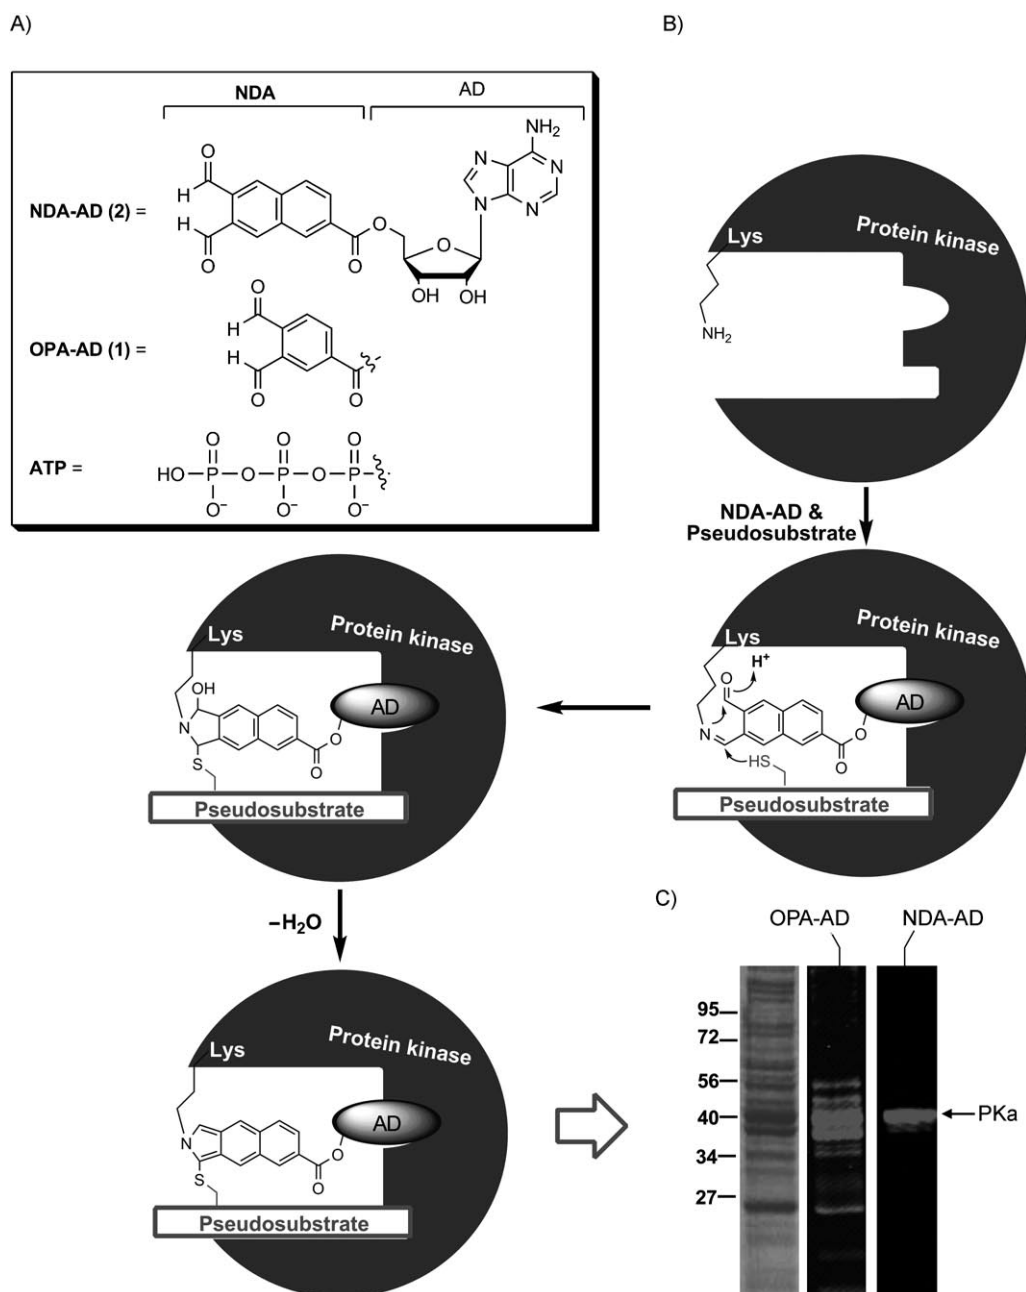 A)
B)
NDA
AD
NDA-AD (2) =
O
H
H
O
O
O
O
OH
OH
NH2
N
N
N
N
OPA-AD (1) =
O
H
H
O
O
ATP =
O O O
HO P O P O P
O− O− O−
Lys
Protein kinase
NH2
NDA-AD &
Pseudosubstrate
Lys
Protein kinase
OH
N
S
O
O
AD
Pseudosubstrate
Lys
Protein kinase
O
H+
N
HS
O
O
AD
Pseudosubstrate
–H2O
Lys
Protein kinase
N
S
O
O
AD
Pseudosubstrate
C)
OPA-AD
NDA-AD
95
72
56
40
34
27
PKa